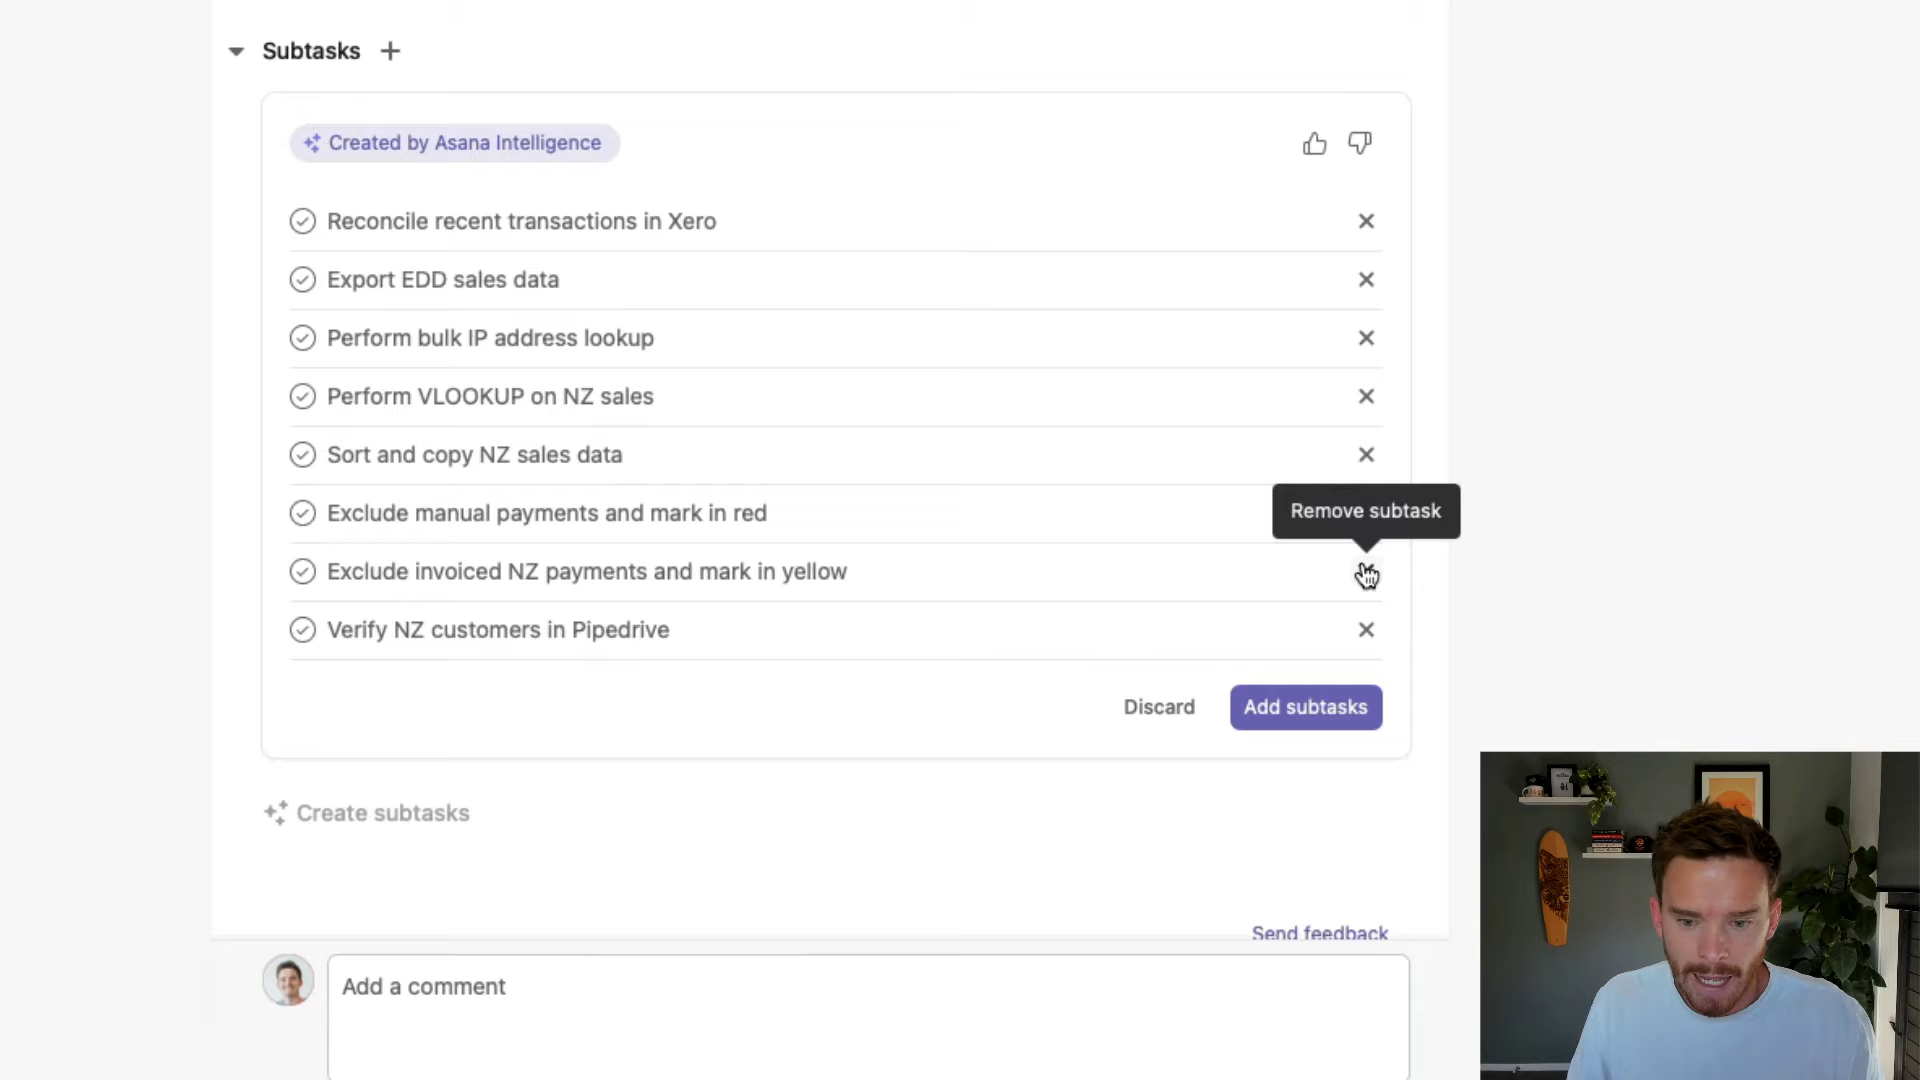 Subtasks
Created by Asana Intelligence
Reconcile recent transactions in Xero
Export EDD sales data
Perform bulk IP address lookup
Perform VLOOKUP on NZ sales
Sort and copy NZ sales data
Exclude manual payments and mark in red
Remove subtask
Exclude invoiced NZ payments and mark in yellow
Verify NZ customers in Pipedrive
Discard
Add subtasks
Create subtasks
Send feedback
Add a comment